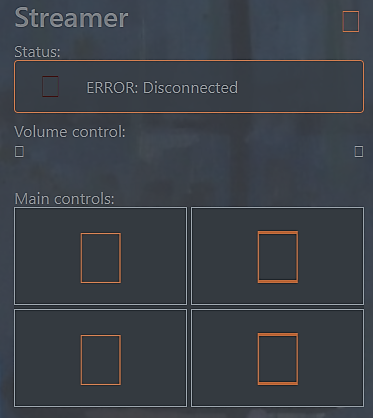 Streamer
Status:
ERROR: Disconnected
Volume control:
Main controls: